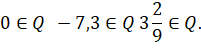 0 ∈ Q  −7,3 ∈ Q 3 2/9 ∈ Q.